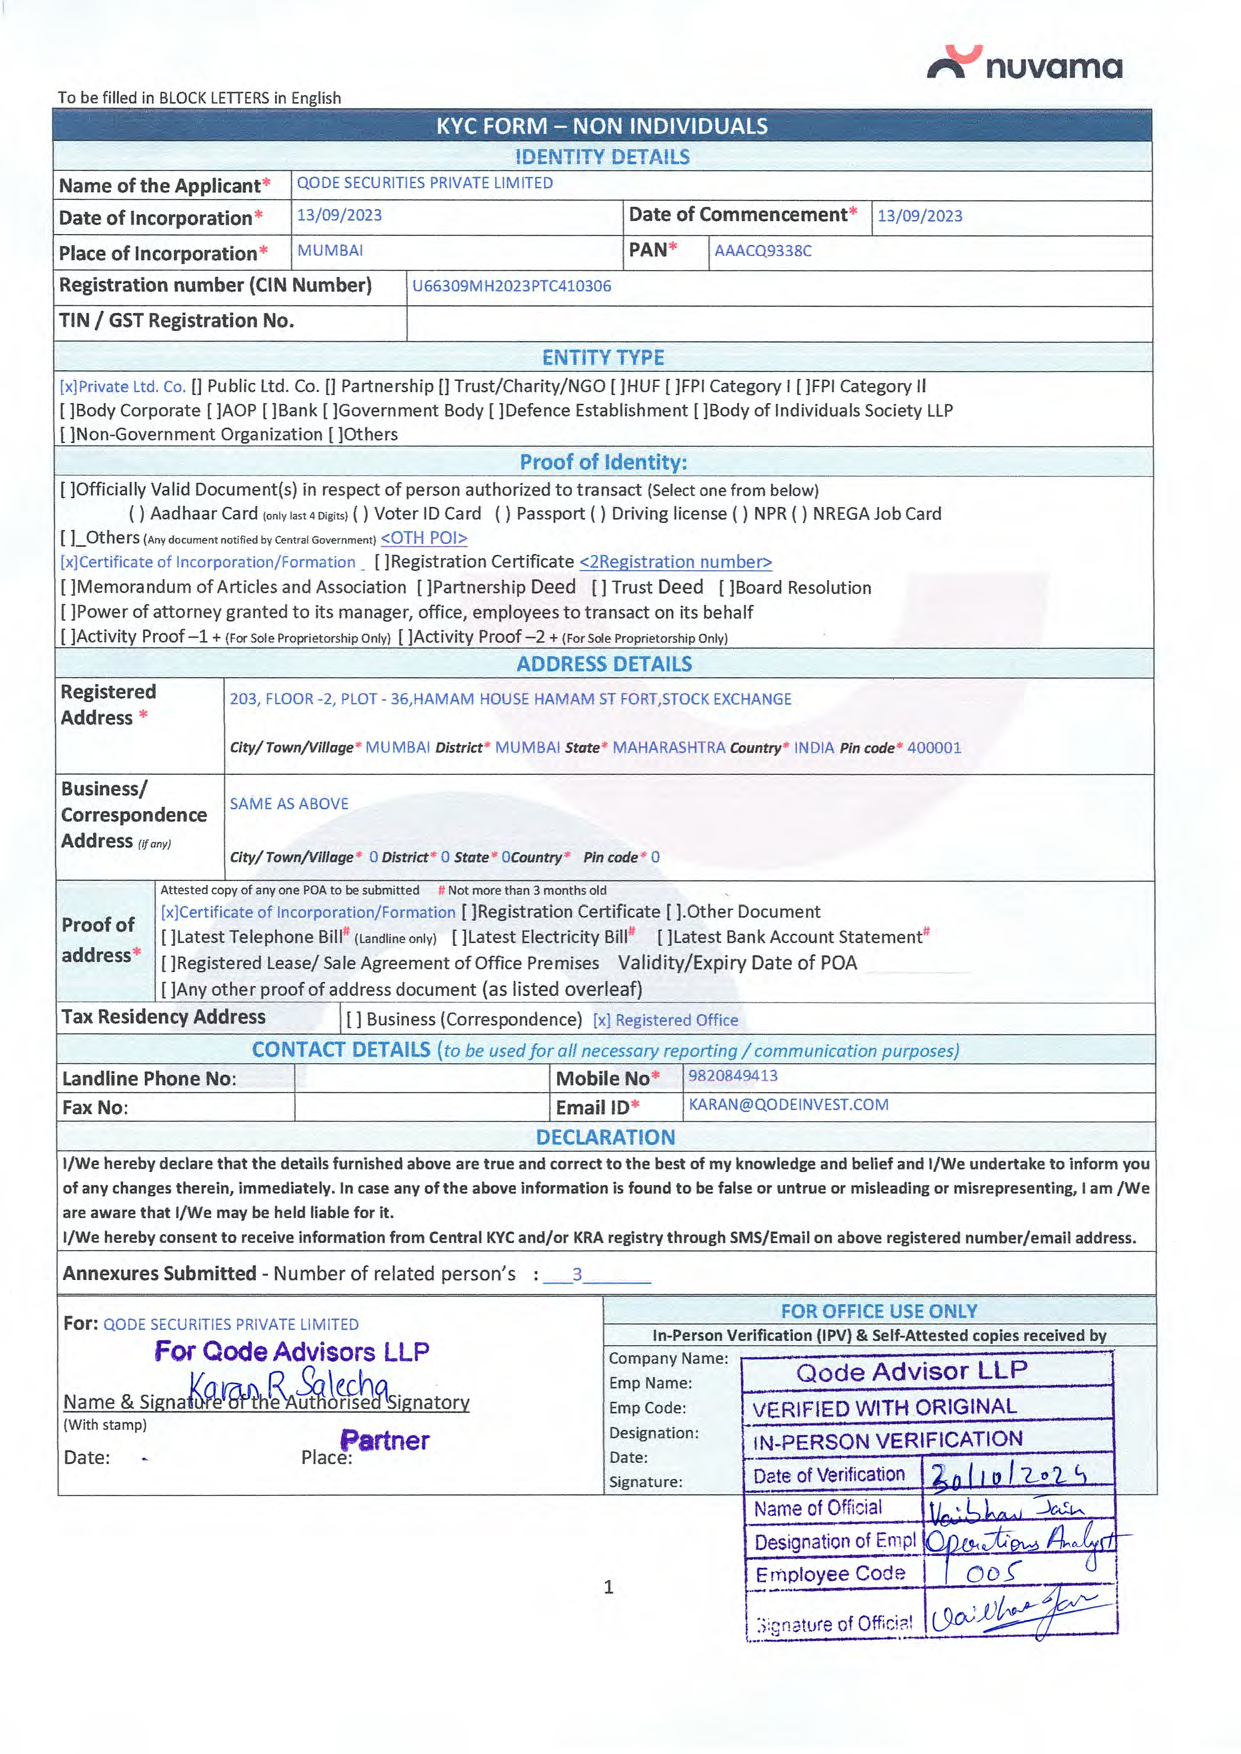 nuvama
To be filled in BLOCK LETTERS in English
KYC FORM – NON INDIVIDUALS
IDENTITY DETAILS
Name of the Applicant* QODE SECURITIES PRIVATE LIMITED
Date of Incorporation* 13/09/2023 Date of Commencement* 13/09/2023
Place of Incorporation* MUMBAI PAN* AAACQ9338C
Registration number (CIN Number) U66309MH2023PTC410306
TIN / GST Registration No.
ENTITY TYPE
[x]Private Ltd. Co. [] Public Ltd. Co. [] Partnership [] Trust/Charity/NGO [ ]HUF [ ]FPI Category I [ ]FPI Category II
[ ]Body Corporate [ ]AOP [ ]Bank [ ]Government Body [ ]Defence Establishment [ ]Body of Individuals Society LLP
[ ]Non-Government Organization [ ]Others
Proof of Identity:
[ ]Officially Valid Document(s) in respect of person authorized to transact (Select one from below)
( ) Aadhaar Card (only last 4 Digits) ( ) Voter ID Card ( ) Passport ( ) Driving license ( ) NPR ( ) NREGA Job Card
[ ]_Others (Any document notified by Central Government) <OTH POI>
[x]Certificate of Incorporation/Formation _ [ ]Registration Certificate <2Registration number>
[ ]Memorandum of Articles and Association [ ]Partnership Deed [ ] Trust Deed [ ]Board Resolution
[ ]Power of attorney granted to its manager, office, employees to transact on its behalf
[ ]Activity Proof –1 + (For Sole Proprietorship Only) [ ]Activity Proof –2 + (For Sole Proprietorship Only)
ADDRESS DETAILS
Registered
Address *
203, FLOOR -2, PLOT - 36,HAMAM HOUSE HAMAM ST FORT,STOCK EXCHANGE
City/ Town/Village* MUMBAI District* MUMBAI State* MAHARASHTRA Country* INDIA Pin code* 400001
Business/
Correspondence
Address (if any)
SAME AS ABOVE
City/ Town/Village* 0 District* 0 State* 0Country* Pin code* 0
Proof of
address*
Attested copy of any one POA to be submitted # Not more than 3 months old
[x]Certificate of Incorporation/Formation [ ]Registration Certificate [ ].Other Document
[ ]Latest Telephone Bill# (Landline only) [ ]Latest Electricity Bill# [ ]Latest Bank Account Statement#
[ ]Registered Lease/ Sale Agreement of Office Premises Validity/Expiry Date of POA
[ ]Any other proof of address document (as listed overleaf)
Tax Residency Address [ ] Business (Correspondence) [x] Registered Office
CONTACT DETAILS (to be used for all necessary reporting / communication purposes)
Landline Phone No: Mobile No* 9820849413
Fax No: Email ID* KARAN@QODEINVEST.COM
DECLARATION
I/We hereby declare that the details furnished above are true and correct to the best of my knowledge and belief and I/We undertake to inform you
of any changes therein, immediately. In case any of the above information is found to be false or untrue or misleading or misrepresenting, I am /We
are aware that I/We may be held liable for it.
I/We hereby consent to receive information from Central KYC and/or KRA registry through SMS/Email on above registered number/email address.
Annexures Submitted - Number of related person's : 3
For: QODE SECURITIES PRIVATE LIMITED
For Qode Advisors LLP
Karan R Salecha
Name & Signature of the Authorised Signatory
(With stamp)
Partner
Date: Place:
FOR OFFICE USE ONLY
In-Person Verification (IPV) & Self-Attested copies received by
Company Name:
Emp Name:
Emp Code:
Designation:
Date:
Signature:
Qode Advisor LLP
VERIFIED WITH ORIGINAL
IN-PERSON VERIFICATION
Date of Verification 30/10/2024
Name of Official Vaibhav Jain
Designation of Empl Operations Analyst
Employee Code 005
Signature of Official Vaibhav Jain
1